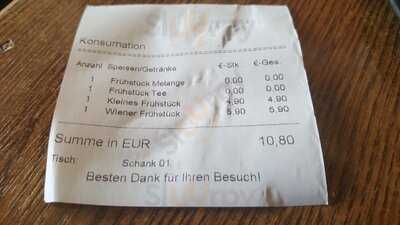 Konsumation
Anzahl Speisen/Getränke €-Stk. €-Ges.
1 Frühstück Melange 0,00 0,00
1 Frühstück Tee 0,00 0,00
1 Kleines Frühstück 4,90 4,90
1 Wiener Frühstück 5,90 5,90
Summe in EUR 10,80
Tisch: Schank 01
Besten Dank für Ihren Besuch!